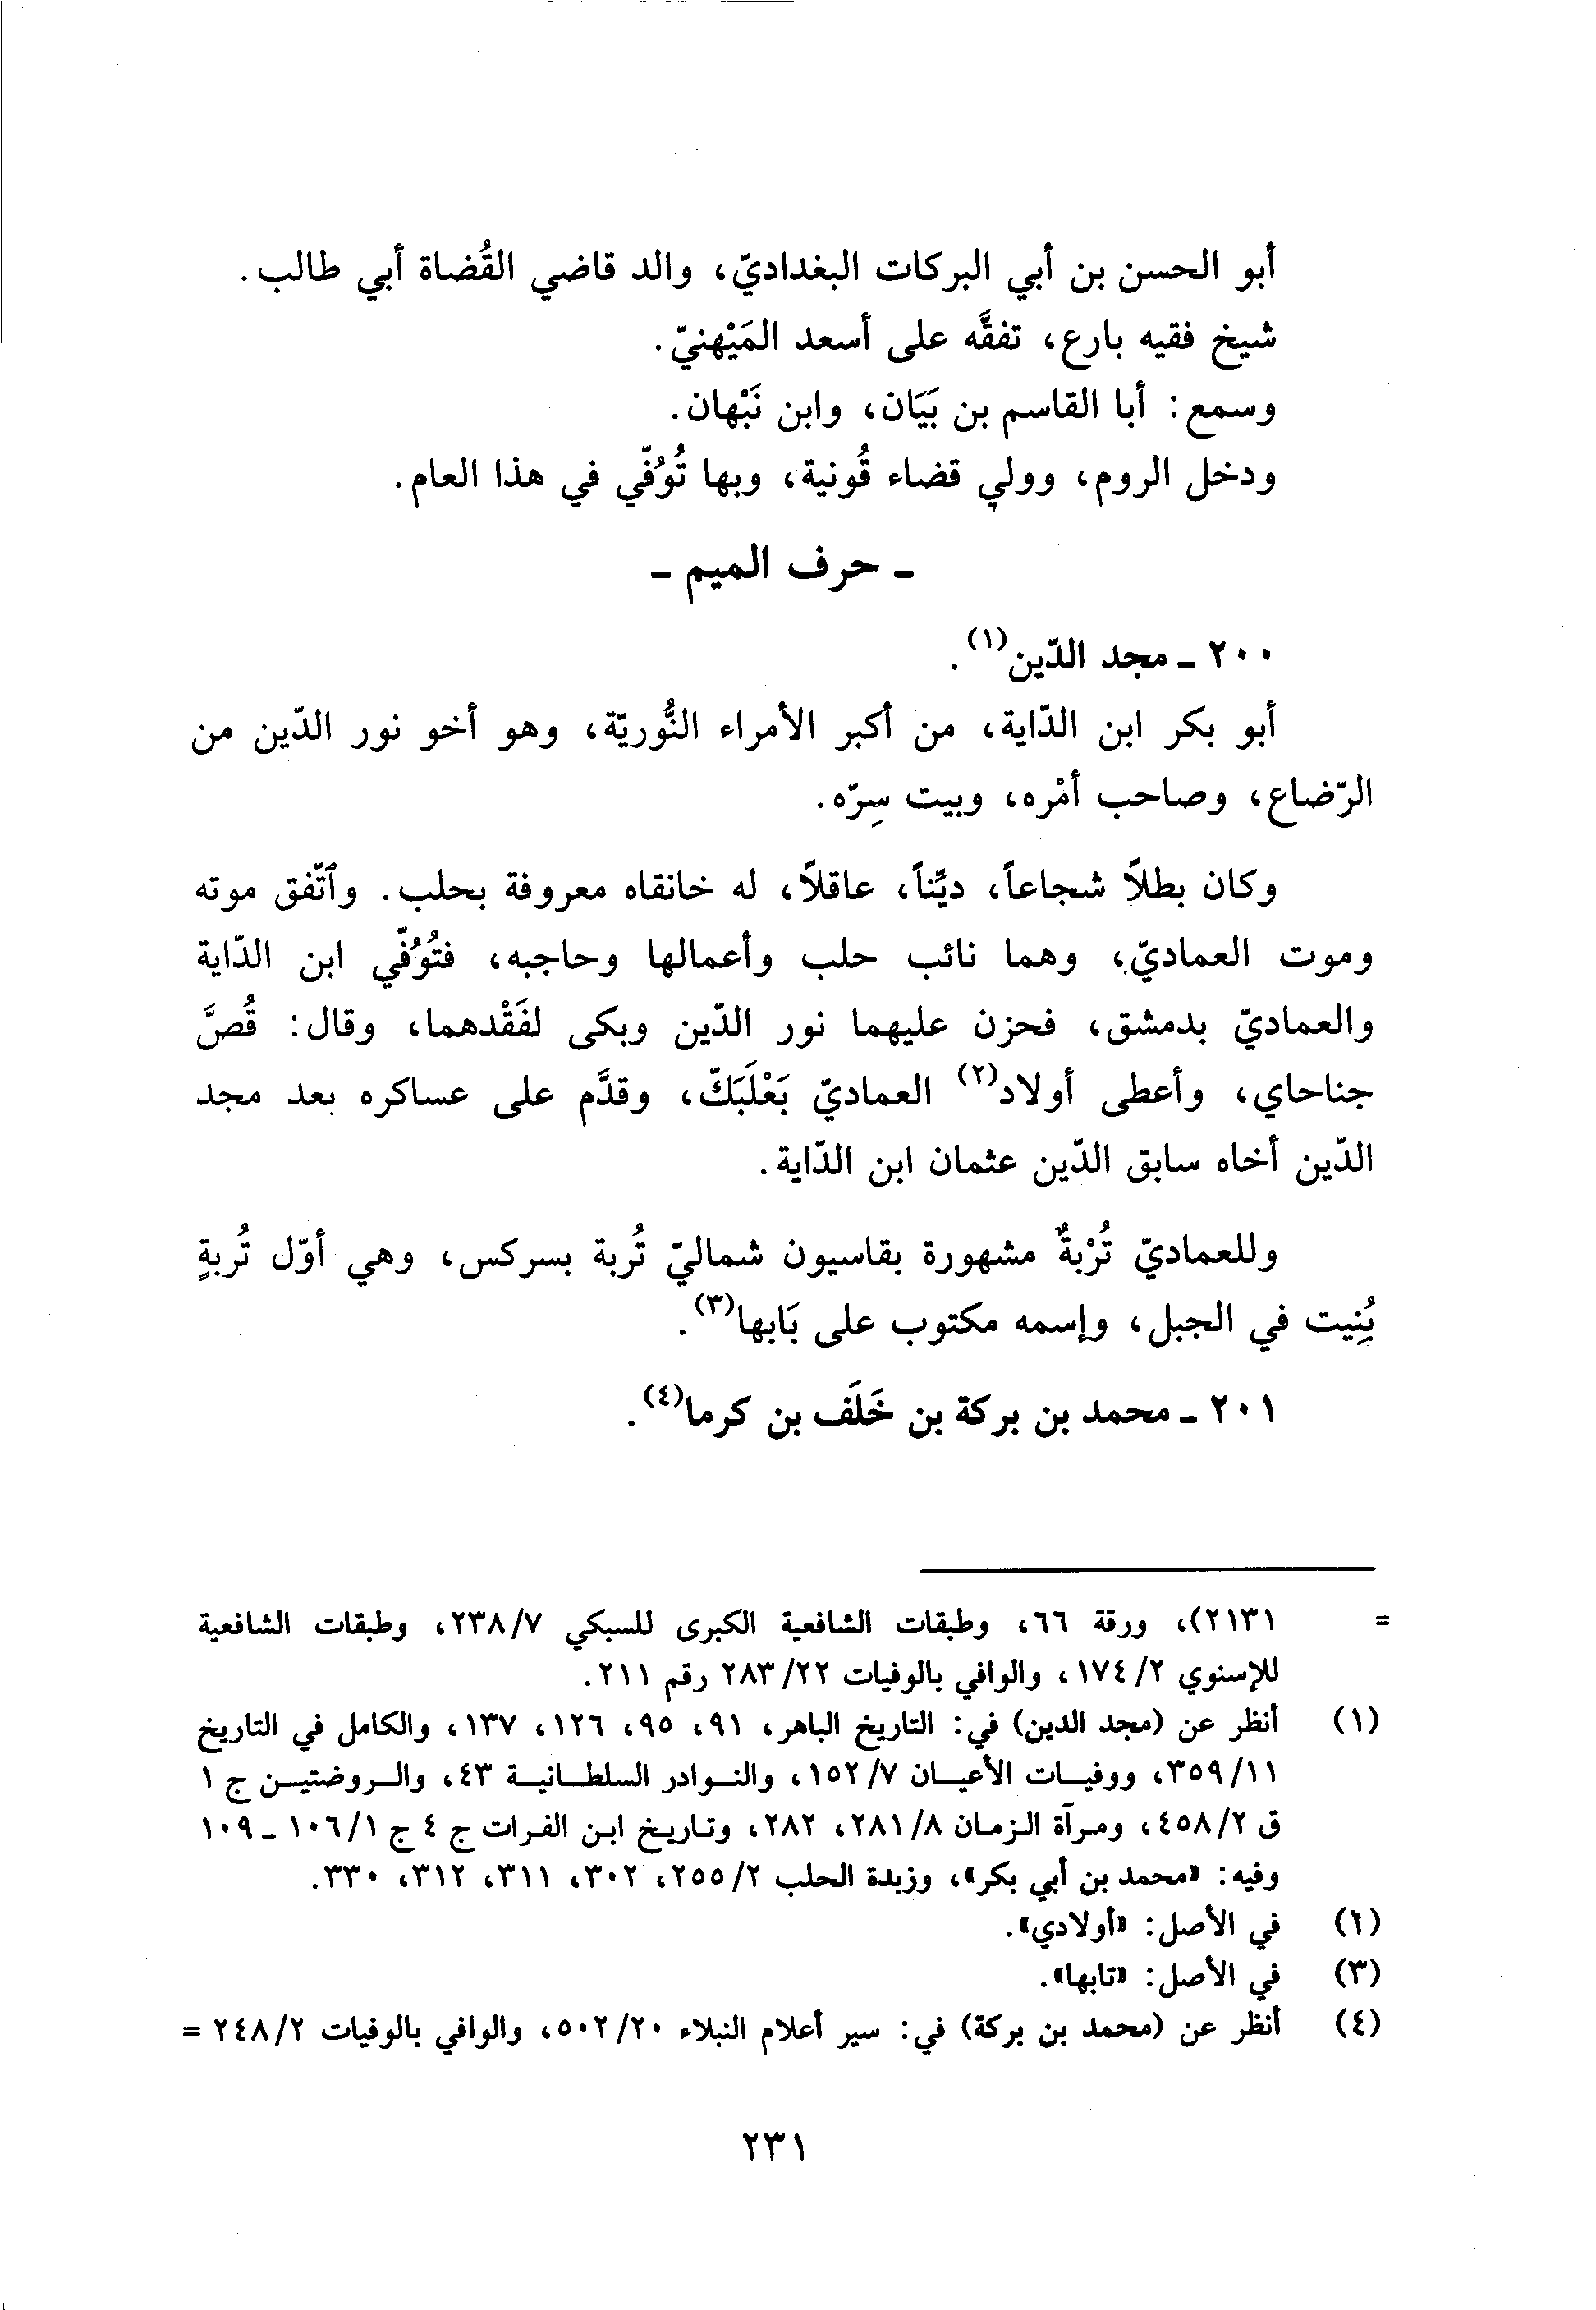 أبو الحسن بن أبي البركات البغداديّ، والد قاضي القُضاة أبي طالب.
شيخ فقيه بارع، تفقَّه على أسعد المَيْهنيّ.
وسمع: أبا القاسم بن بَيَان، وابن نَبْهان.
ودخل الروم، وولي قضاء قُونية، وبها تُوُفّي في هذا العام.
ـ حرف الميم ـ
٢٠٠ ـ مجد الدّين(١).
أبو بكر ابن الدّاية، من أكبر الأمراء النُّوريّة، وهو أخو نور الدّين من
الرّضاع، وصاحب أمْره، وبيت سِرّه.
وكان بطلاً شجاعاً، ديِّناً، عاقلاً، له خانقاه معروفة بحلب. وٱتّفق موته
وموت العماديّ، وهما نائب حلب وأعمالها وحاجبه، فتُوُفّي ابن الدّاية
والعماديّ بدمشق، فحزن عليهما نور الدّين وبكى لفَقْدهما، وقال: قُصَّ
جناحاي، وأعطى أولاد(٢) العماديّ بَعْلَبَكّ، وقدَّم على عساكره بعد مجد
الدّين أخاه سابق الدّين عثمان ابن الدّاية.
وللعماديّ تُرْبةٌ مشهورة بقاسيون شماليّ تُربة بسركس، وهي أوّل تُربةٍ
بُنِيت في الجبل، وإسمه مكتوب على بَابها(٣).
٢٠١ ـ محمد بن بركة بن خَلَف بن كرما(٤).
= ٢١٣١)، ورقة ٦٦، وطبقات الشافعية الكبرى للسبكي ٢٣٨/٧، وطبقات الشافعية
للإسنوي ١٧٤/٢، والوافي بالوفيات ٢٨٣/٢٢ رقم ٢١١.
(١) أنظر عن (مجد الدين) في: التاريخ الباهر، ٩١، ٩٥، ١٢٦، ١٣٧، والكامل في التاريخ
٣٥٩/١١، ووفيات الأعيان ١٥٢/٧، والنوادر السلطانية ٤٣، والروضتين ج ١
ق ٤٥٨/٢، ومرآة الزمان ٢٨١/٨، ٢٨٢، وتاريخ ابن الفرات ج ٤ ج ١٠٦/١ ـ ١٠٩
وفيه: «محمد بن أبي بكر»، وزبدة الحلب ٢٥٥/٢، ٣٠٢، ٣١١، ٣١٢، ٣٣٠.
(١) في الأصل: «أولادي».
(٣) في الأصل: «تابها».
(٤) أنظر عن (محمد بن بركة) في: سير أعلام النبلاء ٥٠٢/٢٠، والوافي بالوفيات ٢٤٨/٢ =
٢٣١